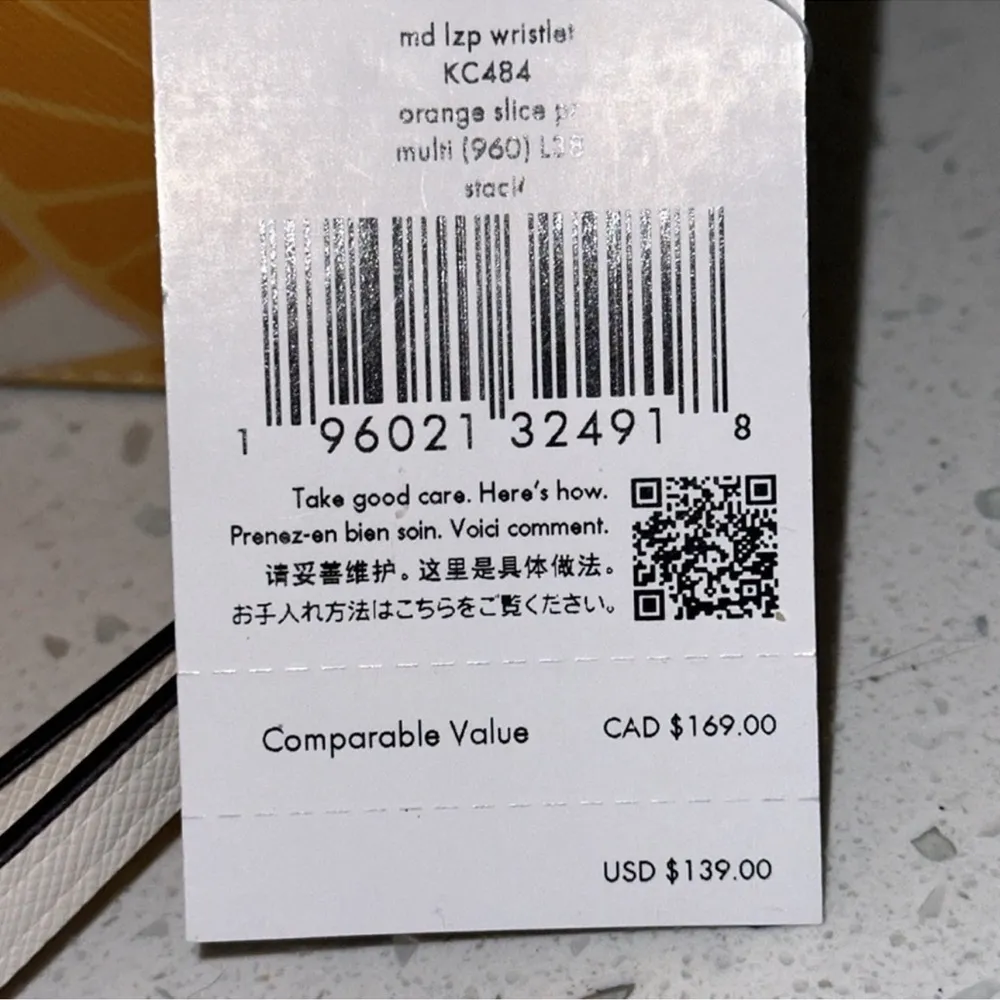 md lzp wristlet
KC484
orange slice
multi (960)
1 96021 32491 8
Take good care. Here's how.
Prenez-en bien soin. Voici comment.
请妥善维护。这里是具体做法。
お手入れ方法はこちらをご覧ください。
Comparable Value CAD $169.00
USD $139.00